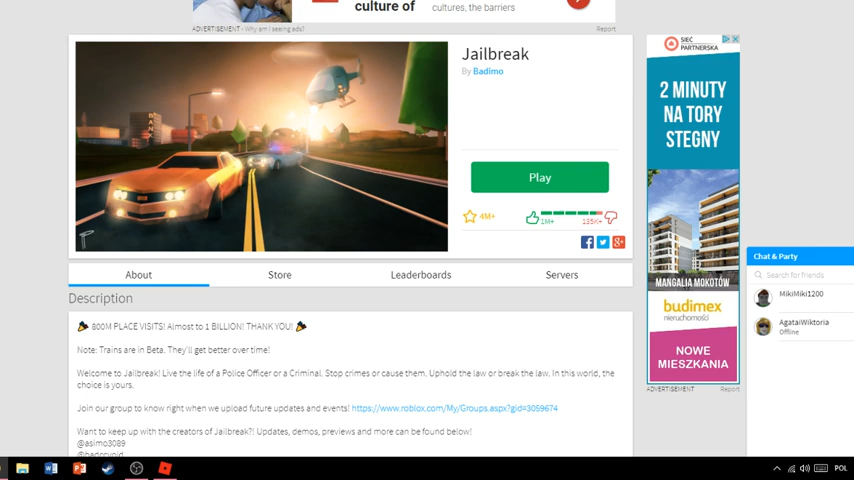 culture of
cultures, the barriers
ADVERTISEMENT - Why am I seeing ads?
Report
Jailbreak
By Badimo
BANK
Play
4M+
1M+
135K+
About
Store
Leaderboards
Servers
Description
800M PLACE VISITS! Almost to 1 BILLION! THANK YOU!
Note: Trains are in Beta. They'll get better over time!
Welcome to Jailbreak! Live the life of a Police Officer or a Criminal. Stop crimes or cause them. Uphold the law or break the law. In this world, the
choice is yours.
Join our group to know right when we upload future updates and events! https://www.roblox.com/My/Groups.aspx?gid=3059674
Want to keep up with the creators of Jailbreak?! Updates, demos, previews and more can be found below!
@asimo3089
@badccvoid
SIEĆ
PARTNERSKA
2 MINUTY
NA TORY
STEGNY
MANGALIA MOKOTÓW
budimex
nieruchomości
NOWE
MIESZKANIA
ADVERTISEMENT
Report
Chat & Party
Search for friends
MikiMiki1200
AgataiWiktoria
Offline
POL